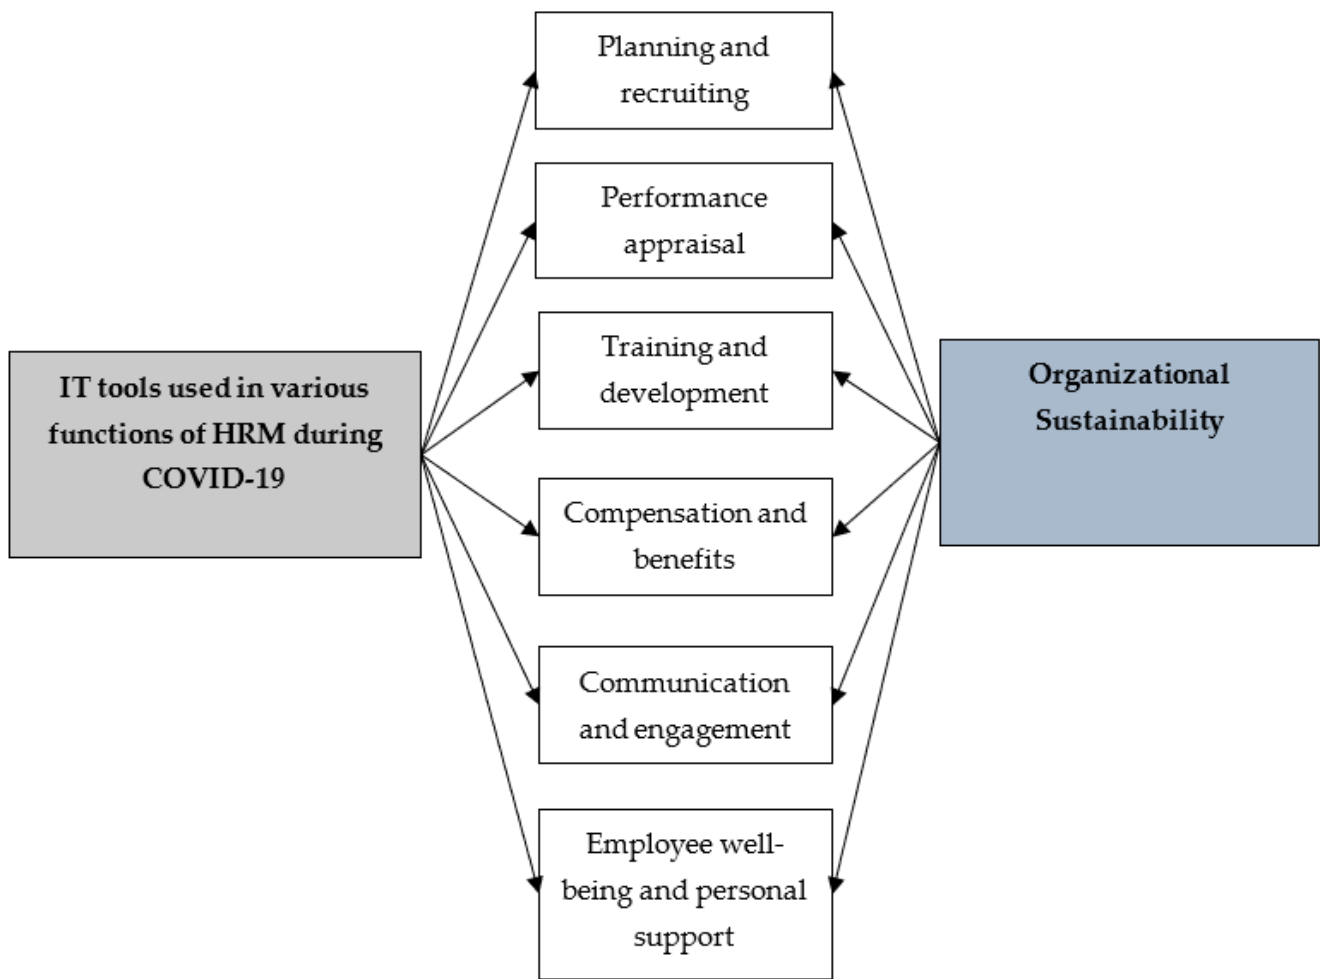 Planning and
recruiting
Performance
appraisal
Training and
development
IT tools used in various
functions of HRM during
COVID-19
Organizational
Sustainability
Compensation and
benefits
Communication
and engagement
Employee well-
being and personal
support